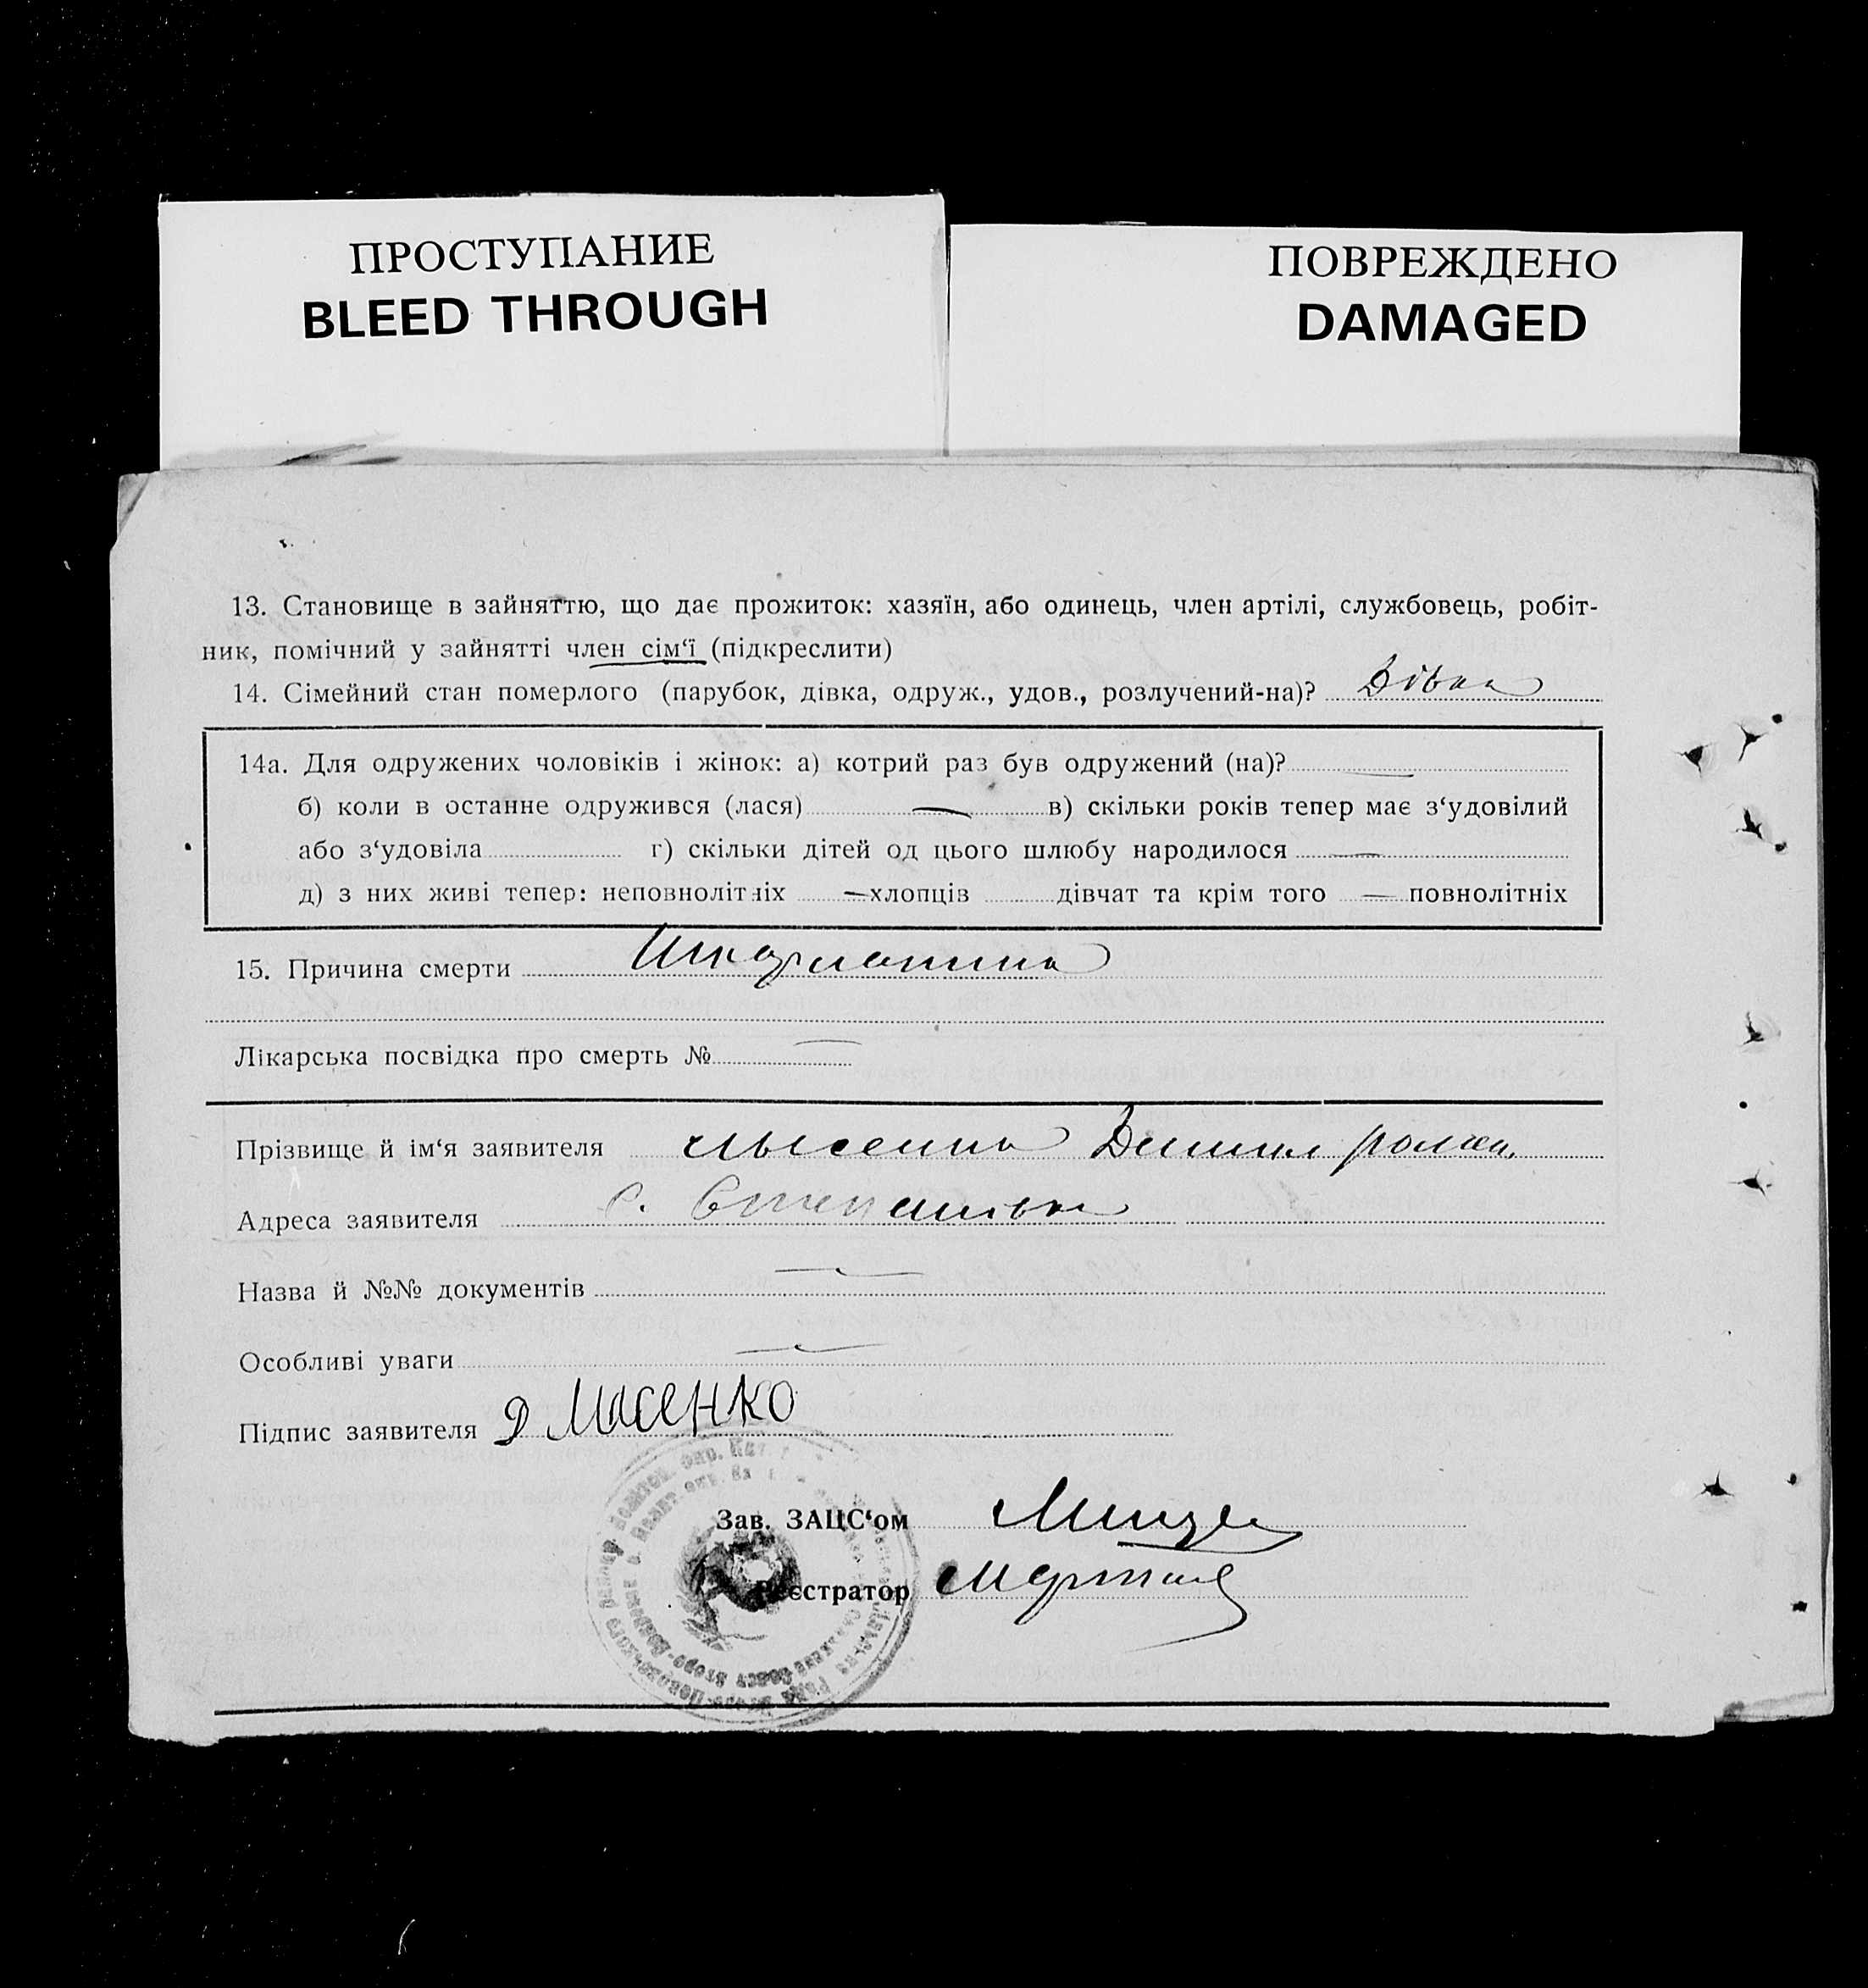 ПРОСТУПАНИЕ
BLEED THROUGH
ПОВРЕЖДЕНО
DAMAGED
13. Становище в зайняттю, що дає прожиток: хазяїн, або одинець, член артілі, службовець, робіт-
ник, помічний у зайнятті член сім‘ї (підкреслити)
14. Сімейний стан померлого (парубок, дівка, одруж., удов., розлучений-на)? Дівка
14а. Для одружених чоловіків і жінок: а) котрий раз був одружений (на)? —
б) коли в останнє одружився (лася) — в) скільки років тепер має з‘удовілий
або з‘удовіла г) скільки дітей од цього шлюбу народилося —
д) з них живі тепер: неповнолітніх — хлопців дівчат та крім того — повнолітніх
15. Причина смерти Шкарлатина
Лікарська посвідка про смерть № —
Прізвище й ім‘я заявителя Данил
Адреса заявителя с. Степанівка
Назва й №№ документів —
Особливі уваги —
Підпис заявителя Д
Зав. ЗАЦС‘ом
Реєстратор